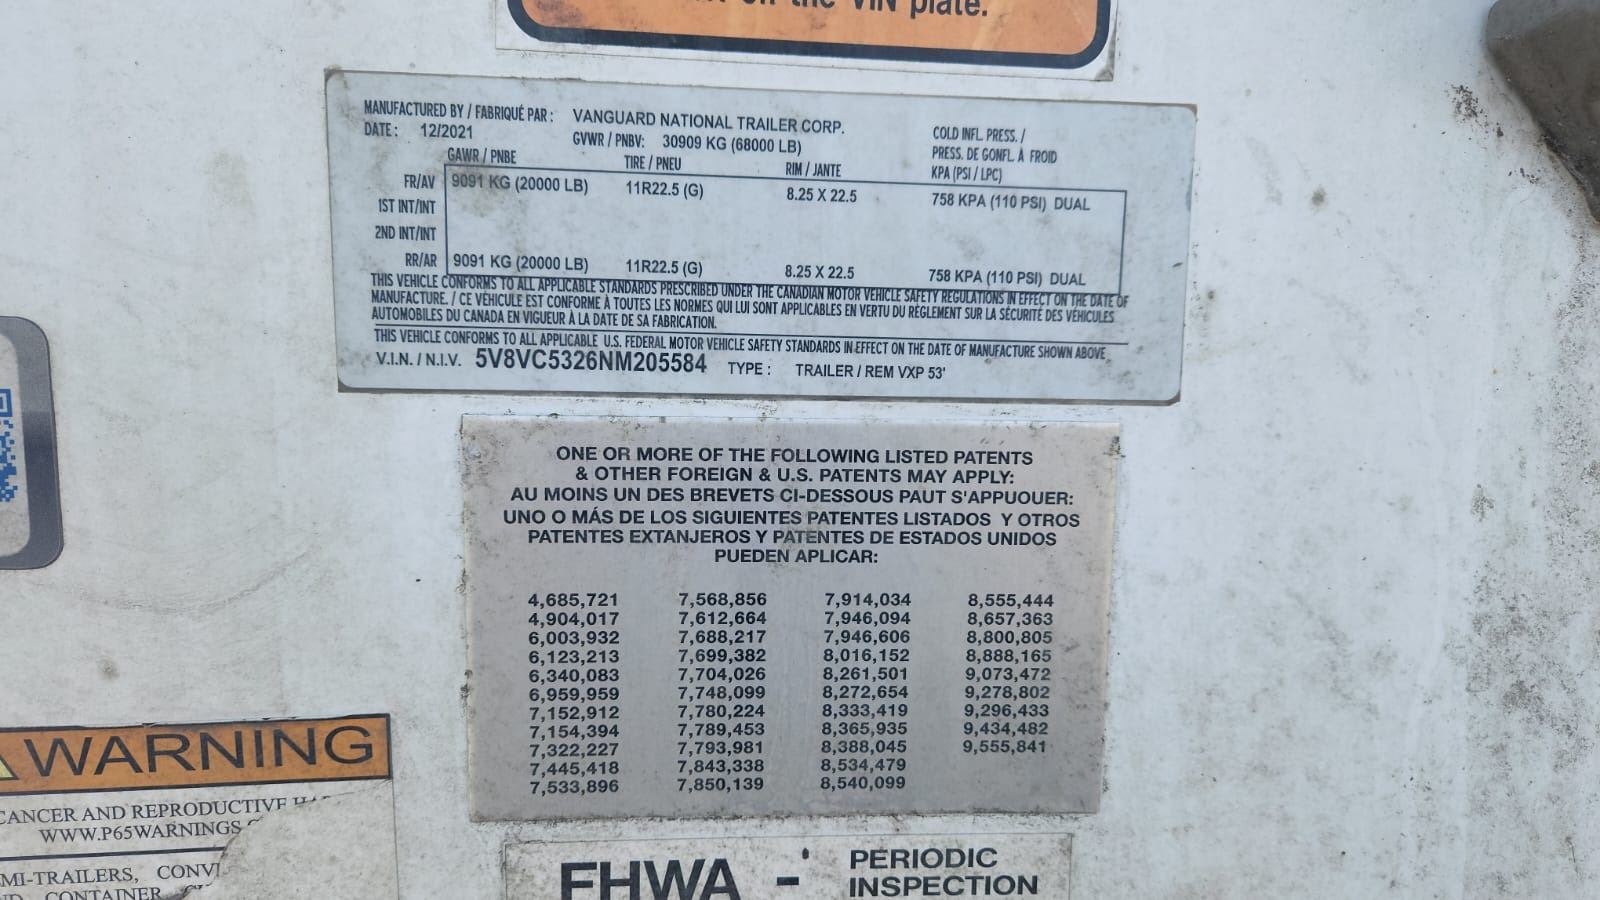 on the VIN plate.
MANUFACTURED BY / FABRIQUÉ PAR : VANGUARD NATIONAL TRAILER CORP.
DATE : 12/2021 GVWR / PNBV: 30909 KG (68000 LB)
COLD INFL. PRESS. /
PRESS. DE GONFL. À FROID
KPA (PSI / LPC)
GAWR / PNBE TIRE / PNEU RIM / JANTE
FR/AV 9091 KG (20000 LB) 11R22.5 (G) 8.25 X 22.5 758 KPA (110 PSI) DUAL
1ST INT/INT
2ND INT/INT
RR/AR 9091 KG (20000 LB) 11R22.5 (G) 8.25 X 22.5 758 KPA (110 PSI) DUAL
THIS VEHICLE CONFORMS TO ALL APPLICABLE STANDARDS PRESCRIBED UNDER THE CANADIAN MOTOR VEHICLE SAFETY REGULATIONS IN EFFECT ON THE DATE OF
MANUFACTURE. / CE VÉHICULE EST CONFORME À TOUTES LES NORMES QUI LUI SONT APPLICABLES EN VERTU DU RÈGLEMENT SUR LA SÉCURITÉ DES VÉHICULES
AUTOMOBILES DU CANADA EN VIGUEUR À LA DATE DE SA FABRICATION.
THIS VEHICLE CONFORMS TO ALL APPLICABLE U.S. FEDERAL MOTOR VEHICLE SAFETY STANDARDS IN EFFECT ON THE DATE OF MANUFACTURE SHOWN ABOVE
V.I.N. / N.I.V. 5V8VC5326NM205584 TYPE : TRAILER / REM VXP 53'
ONE OR MORE OF THE FOLLOWING LISTED PATENTS
& OTHER FOREIGN & U.S. PATENTS MAY APPLY:
AU MOINS UN DES BREVETS CI-DESSOUS PAUT S'APPUOUER:
UNO O MÁS DE LOS SIGUIENTES PATENTES LISTADOS Y OTROS
PATENTES EXTANJEROS Y PATENTES DE ESTADOS UNIDOS
PUEDEN APLICAR:
4,685,721 7,568,856 7,914,034 8,555,444
4,904,017 7,612,664 7,946,094 8,657,363
6,003,932 7,688,217 7,946,606 8,800,805
6,123,213 7,699,382 8,016,152 8,888,165
6,340,083 7,704,026 8,261,501 9,073,472
6,959,959 7,748,099 8,272,654 9,278,802
7,152,912 7,780,224 8,333,419 9,296,433
7,154,394 7,789,453 8,365,935 9,434,482
7,322,227 7,793,981 8,388,045 9,555,841
7,445,418 7,843,338 8,534,479
7,533,896 7,850,139 8,540,099
WARNING
CANCER AND REPRODUCTIVE
WWW.P65WARNINGS
MI-TRAILERS, CONV
CONTAINER
FHWA - PERIODIC
INSPECTION